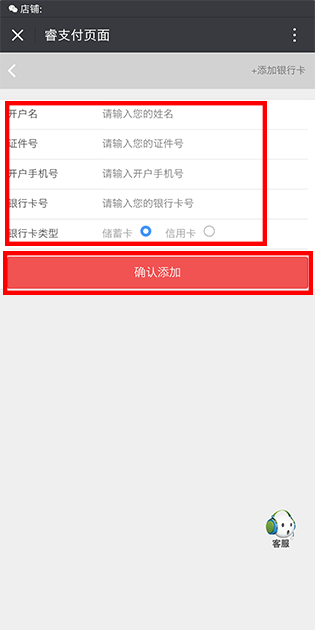 店铺:
睿支付页面
+添加银行卡
开户名 请输入您的姓名
证件号 请输入您的证件号
开户手机号 请输入开户手机号
银行卡号 请输入您的银行卡号
银行卡类型 储蓄卡 信用卡
确认添加
客服